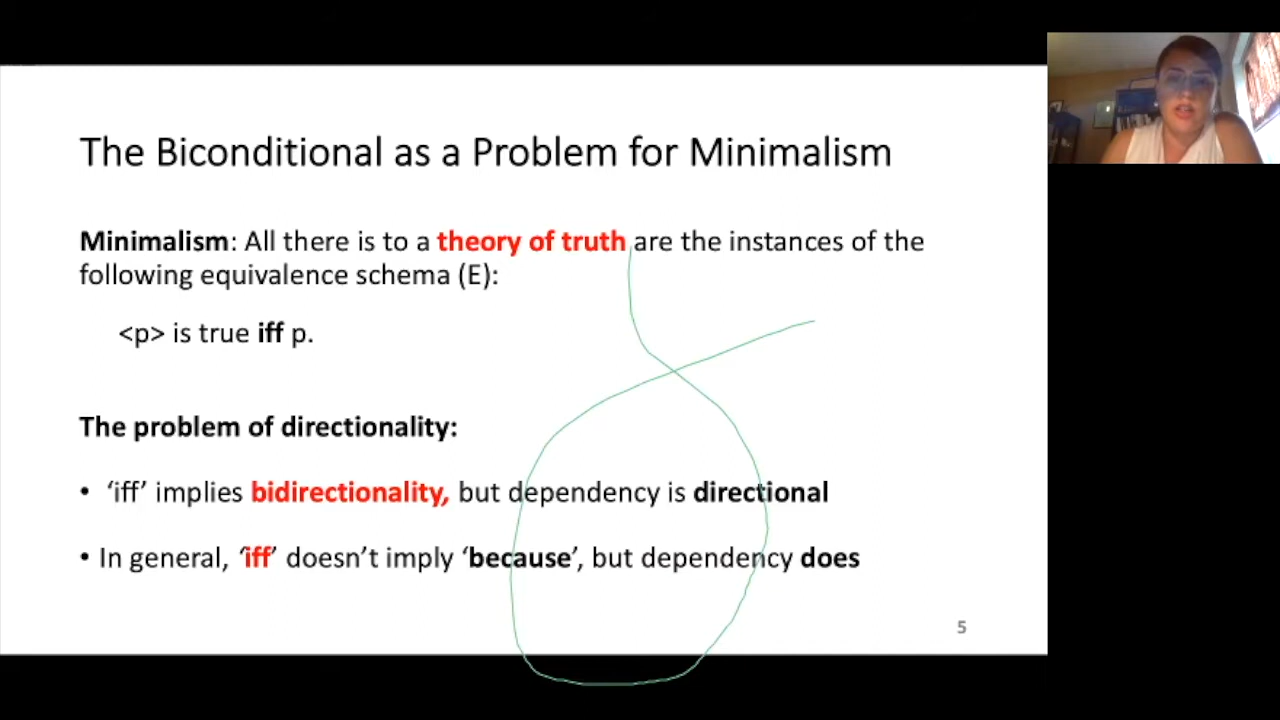 The Biconditional as a Problem for Minimalism
Minimalism: All there is to a theory of truth are the instances of the
following equivalence schema (E):
<p> is true iff p.
The problem of directionality:
• ‘iff’ implies bidirectionality, but dependency is directional
• In general, ‘iff’ doesn’t imply ‘because’, but dependency does
5